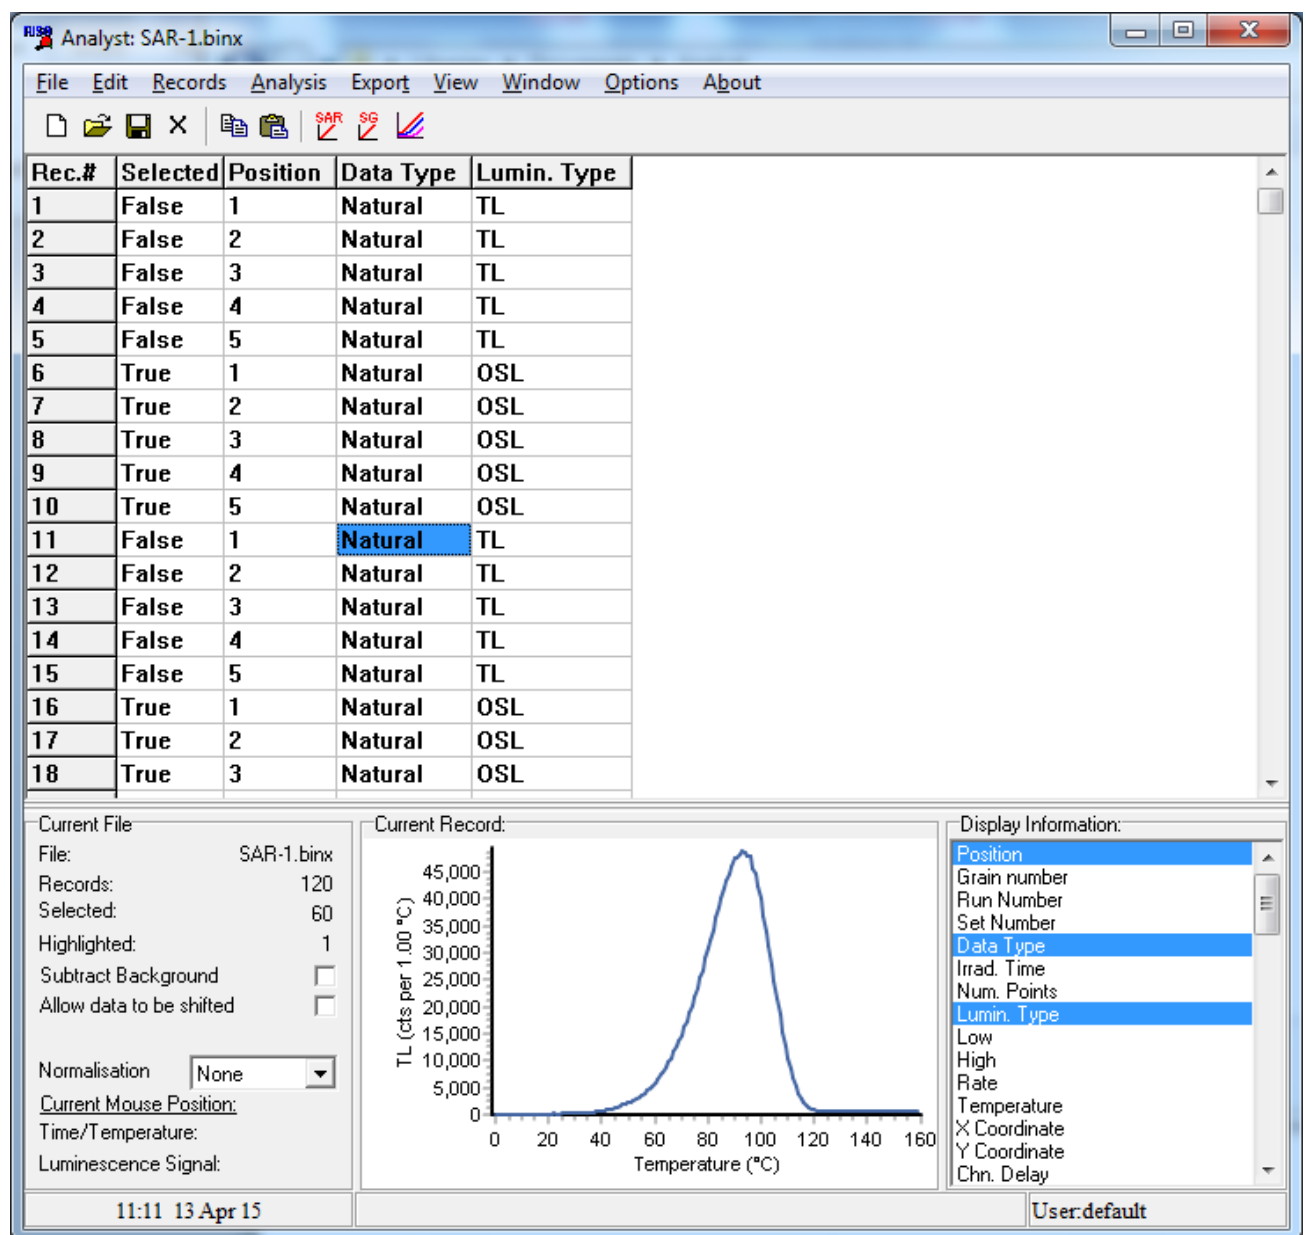 RISO Analyst: SAR-1.binx
File Edit Records Analysis Export View Window Options About
SAR SG
Rec.# Selected Position Data Type Lumin. Type
1 False 1 Natural TL
2 False 2 Natural TL
3 False 3 Natural TL
4 False 4 Natural TL
5 False 5 Natural TL
6 True 1 Natural OSL
7 True 2 Natural OSL
8 True 3 Natural OSL
9 True 4 Natural OSL
10 True 5 Natural OSL
11 False 1 Natural TL
12 False 2 Natural TL
13 False 3 Natural TL
14 False 4 Natural TL
15 False 5 Natural TL
16 True 1 Natural OSL
17 True 2 Natural OSL
18 True 3 Natural OSL
Current File
File: SAR-1.binx
Records: 120
Selected: 60
Highlighted: 1
Subtract Background
Allow data to be shifted
Normalisation None
Current Mouse Position:
Time/Temperature:
Luminescence Signal:
Current Record:
TL (cts per 1.00 °C)
45,000
40,000
35,000
30,000
25,000
20,000
15,000
10,000
5,000
0
0 20 40 60 80 100 120 140 160
Temperature (°C)
Display Information:
Position
Grain number
Run Number
Set Number
Data Type
Irrad. Time
Num. Points
Lumin. Type
Low
High
Rate
Temperature
X Coordinate
Y Coordinate
Chn. Delay
11:11 13 Apr 15
User:default